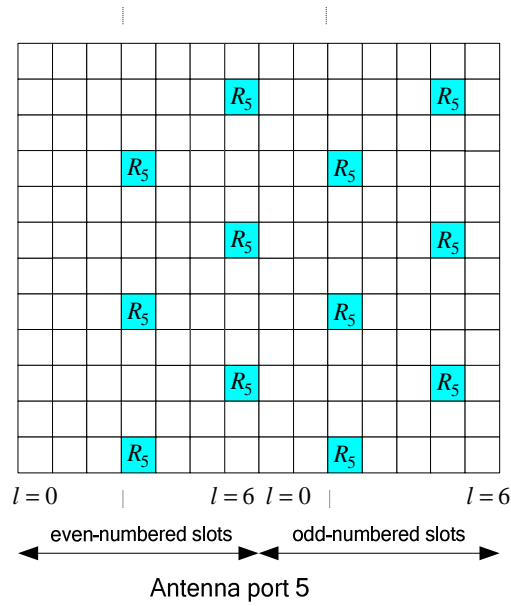 R5 R5
R5 R5
R5 R5
R5 R5
R5 R5
R5 R5
l = 0 l = 6 l = 0 l = 6
even-numbered slots odd-numbered slots
Antenna port 5